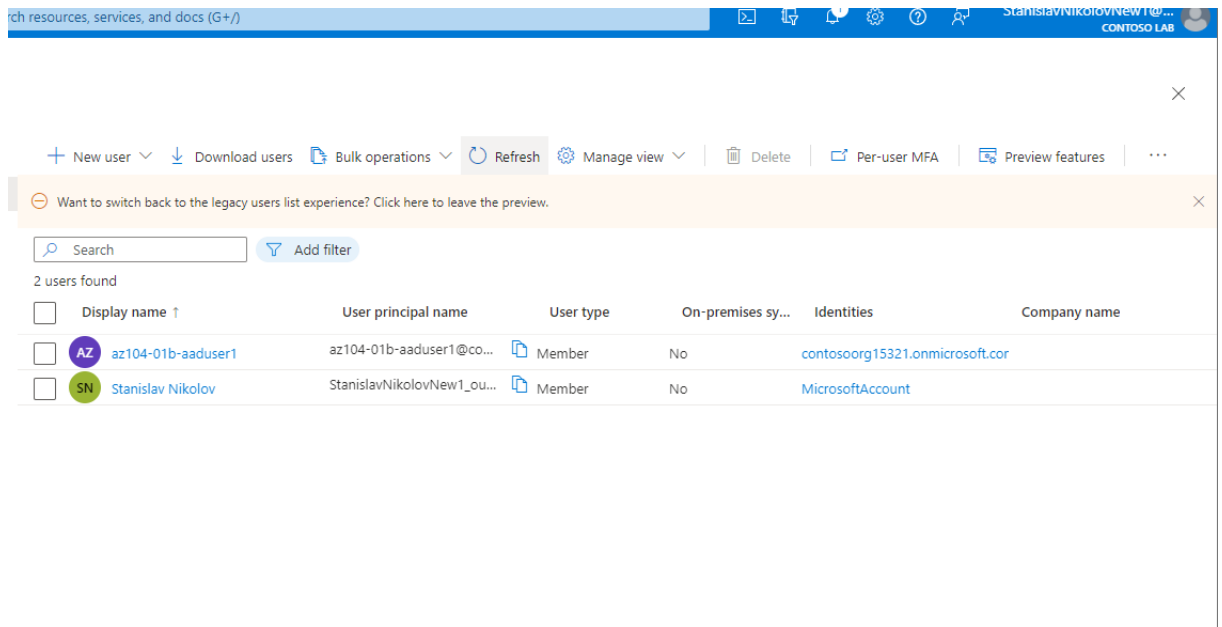 rch resources, services, and docs (G+/)
1
StanislavNikolovNew1@...
CONTOSO LAB
New user Download users Bulk operations Refresh Manage view Delete Per-user MFA Preview features ...
Want to switch back to the legacy users list experience? Click here to leave the preview.
Search Add filter
2 users found
Display name ↑ User principal name User type On-premises sy... Identities Company name
AZ az104-01b-aaduser1 az104-01b-aaduser1@co... Member No contosoorg15321.onmicrosoft.cor
SN Stanislav Nikolov StanislavNikolovNew1_ou... Member No MicrosoftAccount